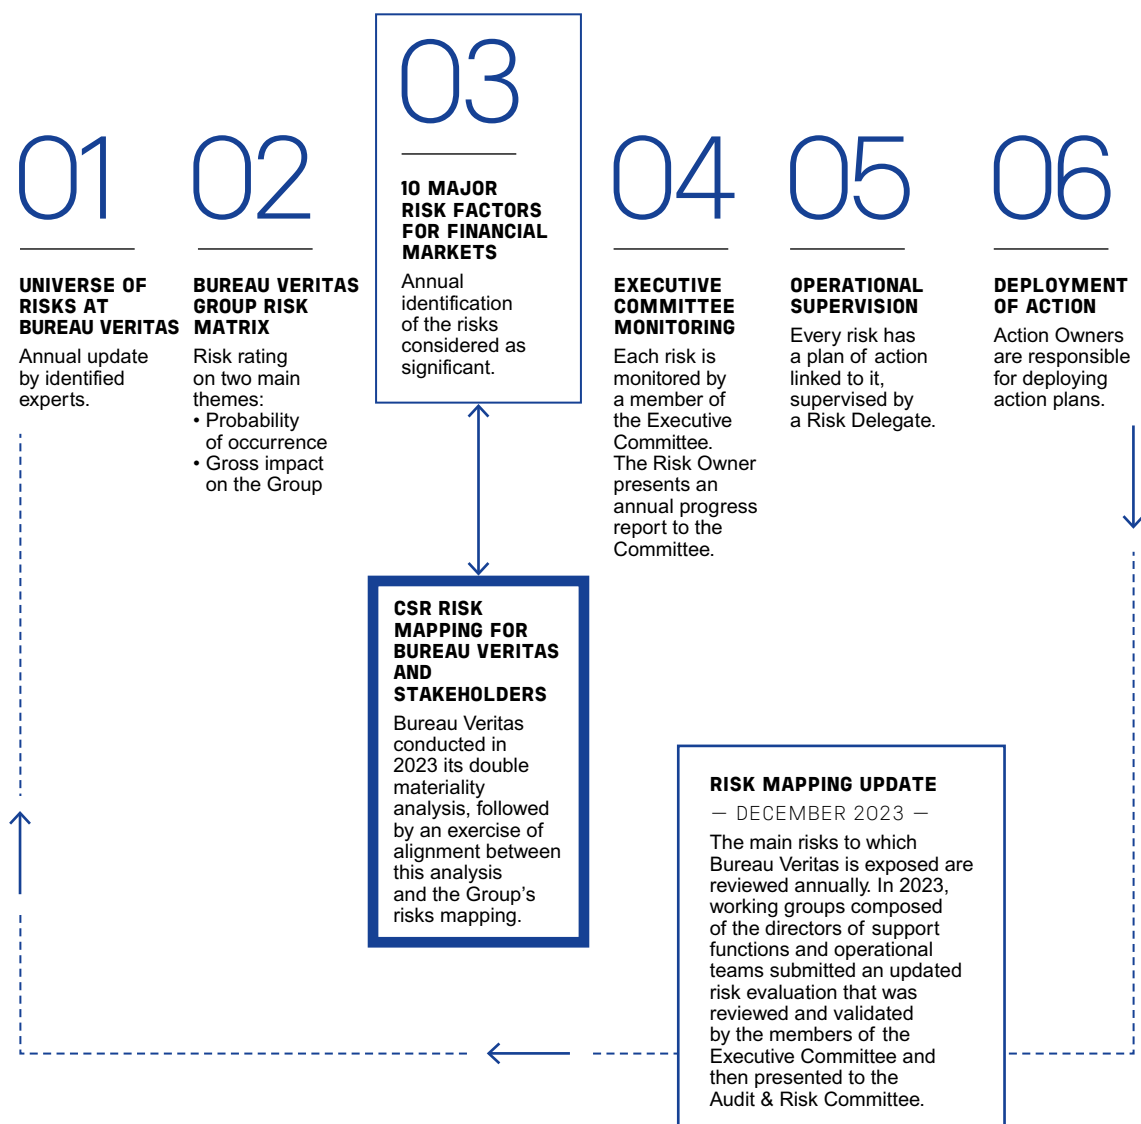 01
UNIVERSE OF
RISKS AT
BUREAU VERITAS
Annual update
by identified
experts.
02
BUREAU VERITAS
GROUP RISK
MATRIX
Risk rating
on two main
themes:
• Probability
of occurrence
• Gross impact
on the Group
03
10 MAJOR
RISK FACTORS
FOR FINANCIAL
MARKETS
Annual
identification
of the risks
considered as
significant.
CSR RISK
MAPPING FOR
BUREAU VERITAS
AND
STAKEHOLDERS
Bureau Veritas
conducted in
2023 its double
materiality
analysis, followed
by an exercise of
alignment between
this analysis
and the Group's
risks mapping.
04
EXECUTIVE
COMMITTEE
MONITORING
Each risk is
monitored by
a member of
the Executive
Committee.
The Risk Owner
presents an
annual progress
report to the
Committee.
05
OPERATIONAL
SUPERVISION
Every risk has
a plan of action
linked to it,
supervised by
a Risk Delegate.
06
DEPLOYMENT
OF ACTION
Action Owners
are responsible
for deploying
action plans.
RISK MAPPING UPDATE
— DECEMBER 2023 —
The main risks to which
Bureau Veritas is exposed are
reviewed annually. In 2023,
working groups composed
of the directors of support
functions and operational
teams submitted an updated
risk evaluation that was
reviewed and validated
by the members of the
Executive Committee and
then presented to the
Audit & Risk Committee.